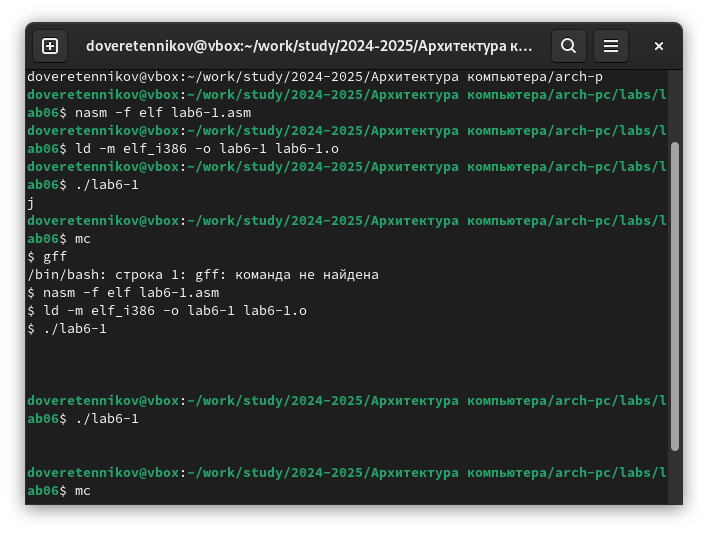 doveretennikov@vbox:~/work/study/2024-2025/Архитектура к...
doveretennikov@vbox:~/work/study/2024-2025/Архитектура компьютера/arch-p
doveretennikov@vbox:~/work/study/2024-2025/Архитектура компьютера/arch-pc/labs/l
ab06$ nasm -f elf lab6-1.asm
doveretennikov@vbox:~/work/study/2024-2025/Архитектура компьютера/arch-pc/labs/l
ab06$ ld -m elf_i386 -o lab6-1 lab6-1.o
doveretennikov@vbox:~/work/study/2024-2025/Архитектура компьютера/arch-pc/labs/l
ab06$ ./lab6-1
j
doveretennikov@vbox:~/work/study/2024-2025/Архитектура компьютера/arch-pc/labs/l
ab06$ mc
$ gff
/bin/bash: строка 1: gff: команда не найдена
$ nasm -f elf lab6-1.asm
$ ld -m elf_i386 -o lab6-1 lab6-1.o
$ ./lab6-1
doveretennikov@vbox:~/work/study/2024-2025/Архитектура компьютера/arch-pc/labs/l
ab06$ ./lab6-1
doveretennikov@vbox:~/work/study/2024-2025/Архитектура компьютера/arch-pc/labs/l
ab06$ mc